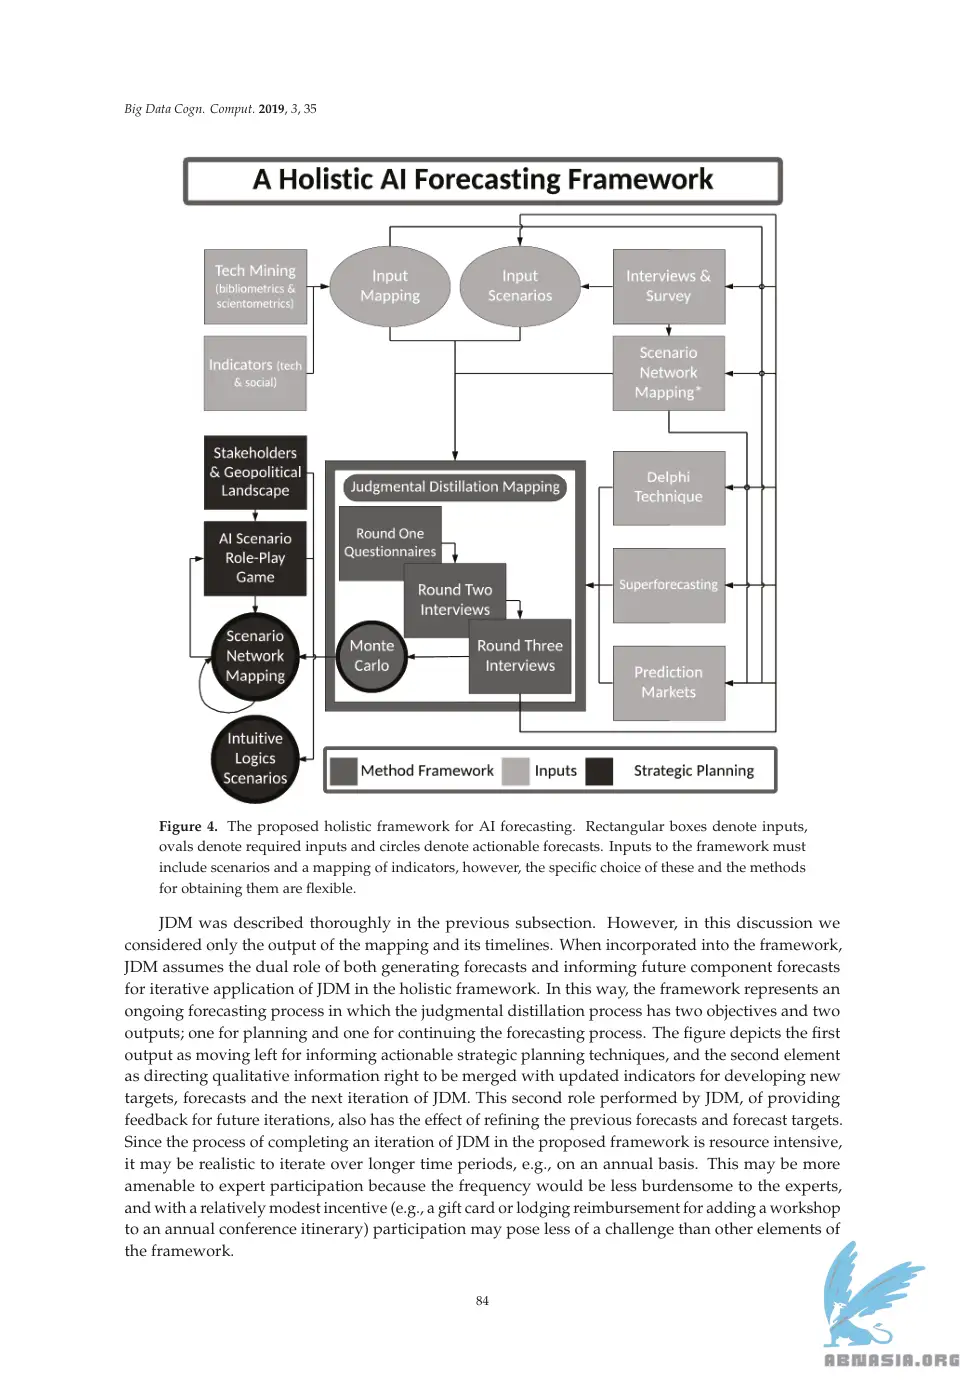 Big Data Cogn. Comput. 2019, 3, 35
A Holistic AI Forecasting Framework
Tech Mining
(bibliometrics &
scientometrics)
Input
Mapping
Input
Scenarios
Interviews &
Survey
Indicators (tech
& social)
Scenario
Network
Mapping*
Stakeholders
& Geopolitical
Landscape
Judgmental Distillation Mapping
Delphi
Technique
AI Scenario
Role-Play
Game
Round One
Questionnaires
Round Two
Interviews
Superforecasting
Scenario
Network
Mapping
Monte
Carlo
Round Three
Interviews
Prediction
Markets
Intuitive
Logics
Scenarios
Method Framework
Inputs
Strategic Planning
Figure 4. The proposed holistic framework for AI forecasting. Rectangular boxes denote inputs,
ovals denote required inputs and circles denote actionable forecasts. Inputs to the framework must
include scenarios and a mapping of indicators, however, the specific choice of these and the methods
for obtaining them are flexible.
JDM was described thoroughly in the previous subsection. However, in this discussion we
considered only the output of the mapping and its timelines. When incorporated into the framework,
JDM assumes the dual role of both generating forecasts and informing future component forecasts
for iterative application of JDM in the holistic framework. In this way, the framework represents an
ongoing forecasting process in which the judgmental distillation process has two objectives and two
outputs; one for planning and one for continuing the forecasting process. The figure depicts the first
output as moving left for informing actionable strategic planning techniques, and the second element
as directing qualitative information right to be merged with updated indicators for developing new
targets, forecasts and the next iteration of JDM. This second role performed by JDM, of providing
feedback for future iterations, also has the effect of refining the previous forecasts and forecast targets.
Since the process of completing an iteration of JDM in the proposed framework is resource intensive,
it may be realistic to iterate over longer time periods, e.g., on an annual basis. This may be more
amenable to expert participation because the frequency would be less burdensome to the experts,
and with a relatively modest incentive (e.g., a gift card or lodging reimbursement for adding a workshop
to an annual conference itinerary) participation may pose less of a challenge than other elements of
the framework.
84
ABNASIA.ORG